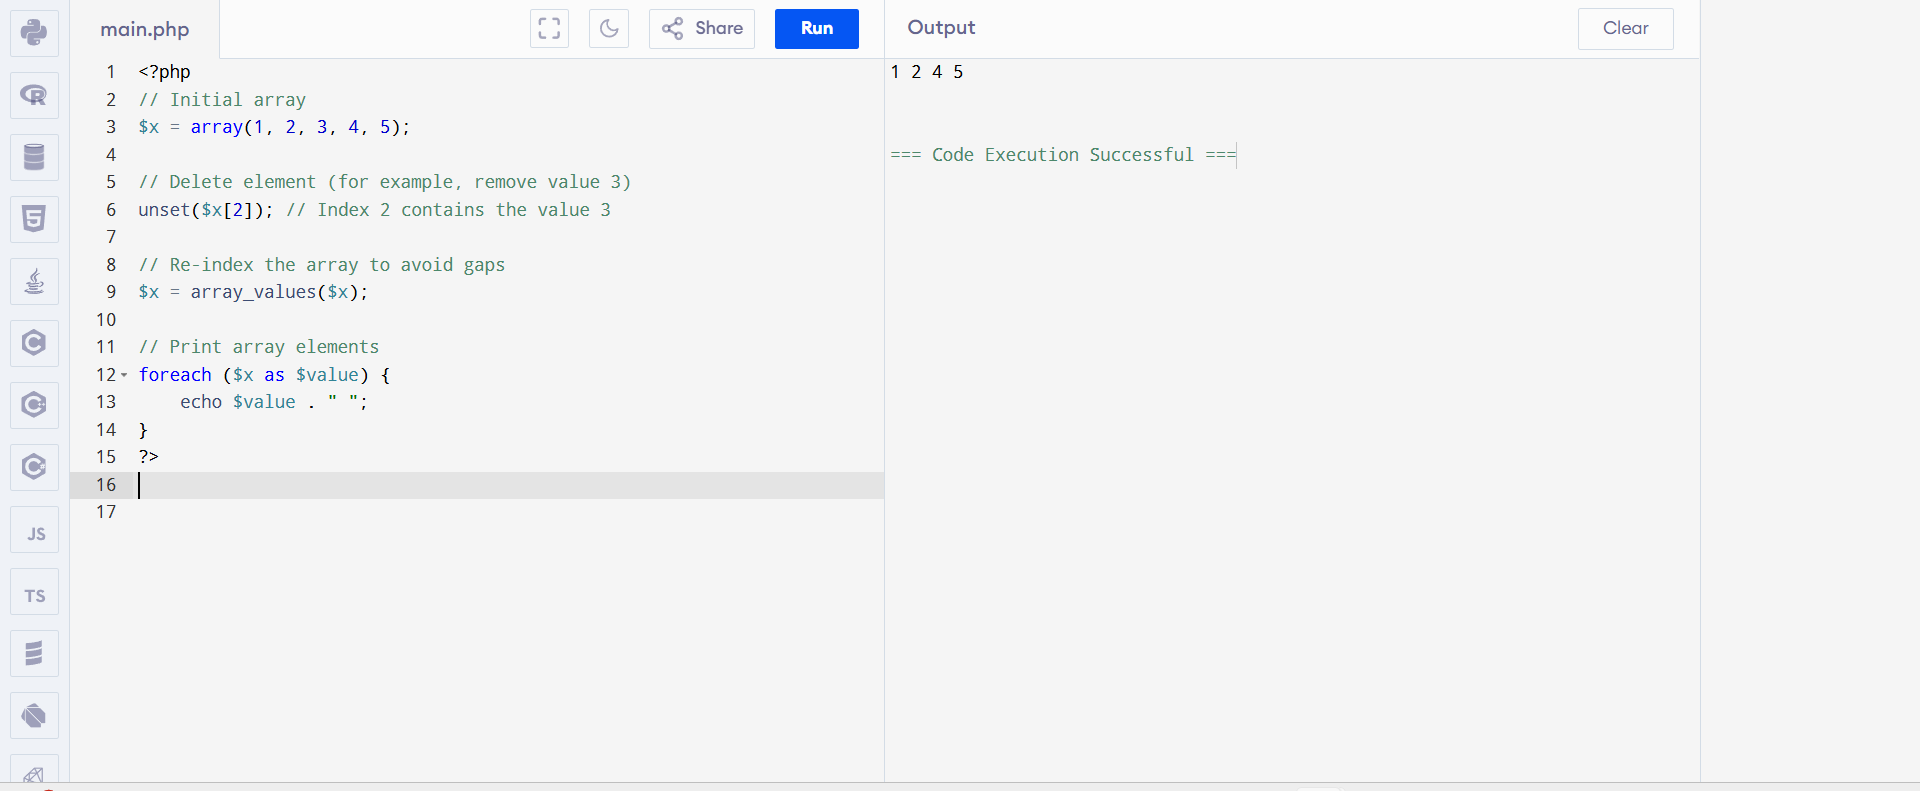 main.php
Share
Run
Output
Clear
1 <?php
2 // Initial array
3 $x = array(1, 2, 3, 4, 5);
4
5 // Delete element (for example, remove value 3)
6 unset($x[2]); // Index 2 contains the value 3
7
8 // Re-index the array to avoid gaps
9 $x = array_values($x);
10
11 // Print array elements
12 foreach ($x as $value) {
13     echo $value . " ";
14 }
15 ?>
16
17
1 2 4 5
=== Code Execution Successful ===
R
5
C
C
C
JS
TS